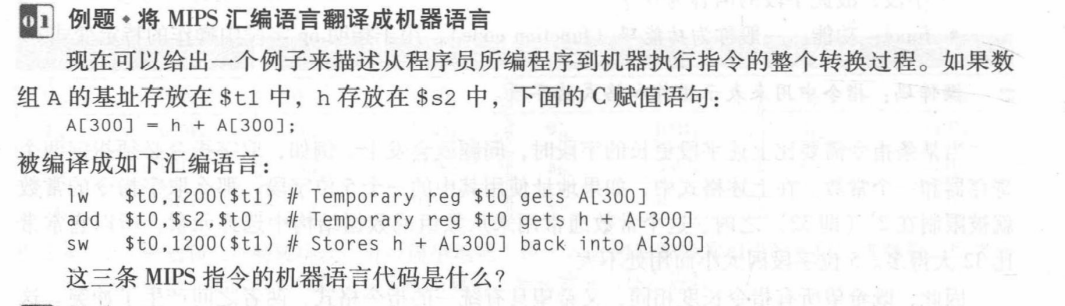 01 例题·将 MIPS 汇编语言翻译成机器语言
现在可以给出一个例子来描述从程序员所编程序到机器执行指令的整个转换过程。如果数
组 A 的基址存放在 $t1 中，h 存放在 $s2 中，下面的 C 赋值语句：
A[300] = h + A[300];
被编译成如下汇编语言：
lw $t0,1200($t1) # Temporary reg $t0 gets A[300]
add $t0,$s2,$t0 # Temporary reg $t0 gets h + A[300]
sw $t0,1200($t1) # Stores h + A[300] back into A[300]
这三条 MIPS 指令的机器语言代码是什么？